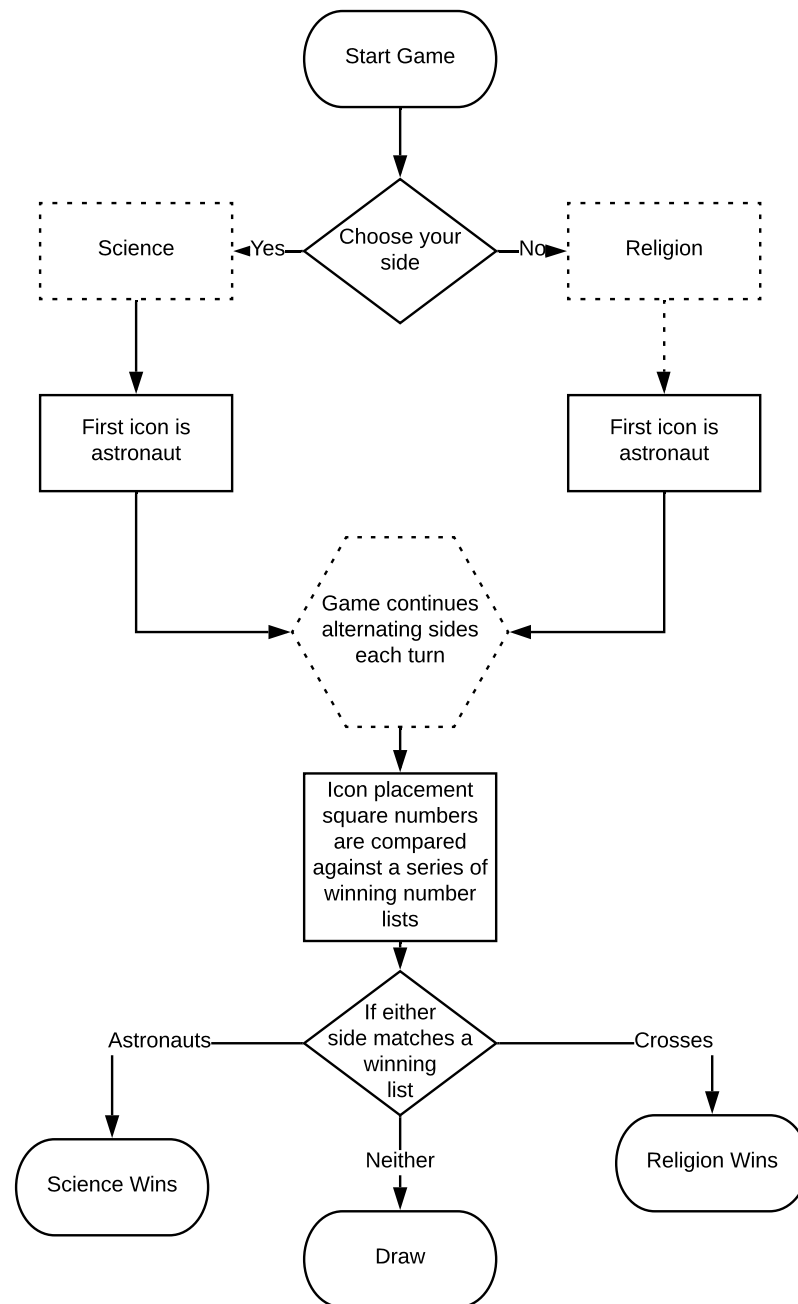 Start Game
Choose your
side
Yes
No
Science
Religion
First icon is
astronaut
First icon is
astronaut
Game continues
alternating sides
each turn
Icon placement
square numbers
are compared
against a series of
winning number
lists
If either
side matches a
winning
list
Astronauts
Crosses
Neither
Science Wins
Religion Wins
Draw